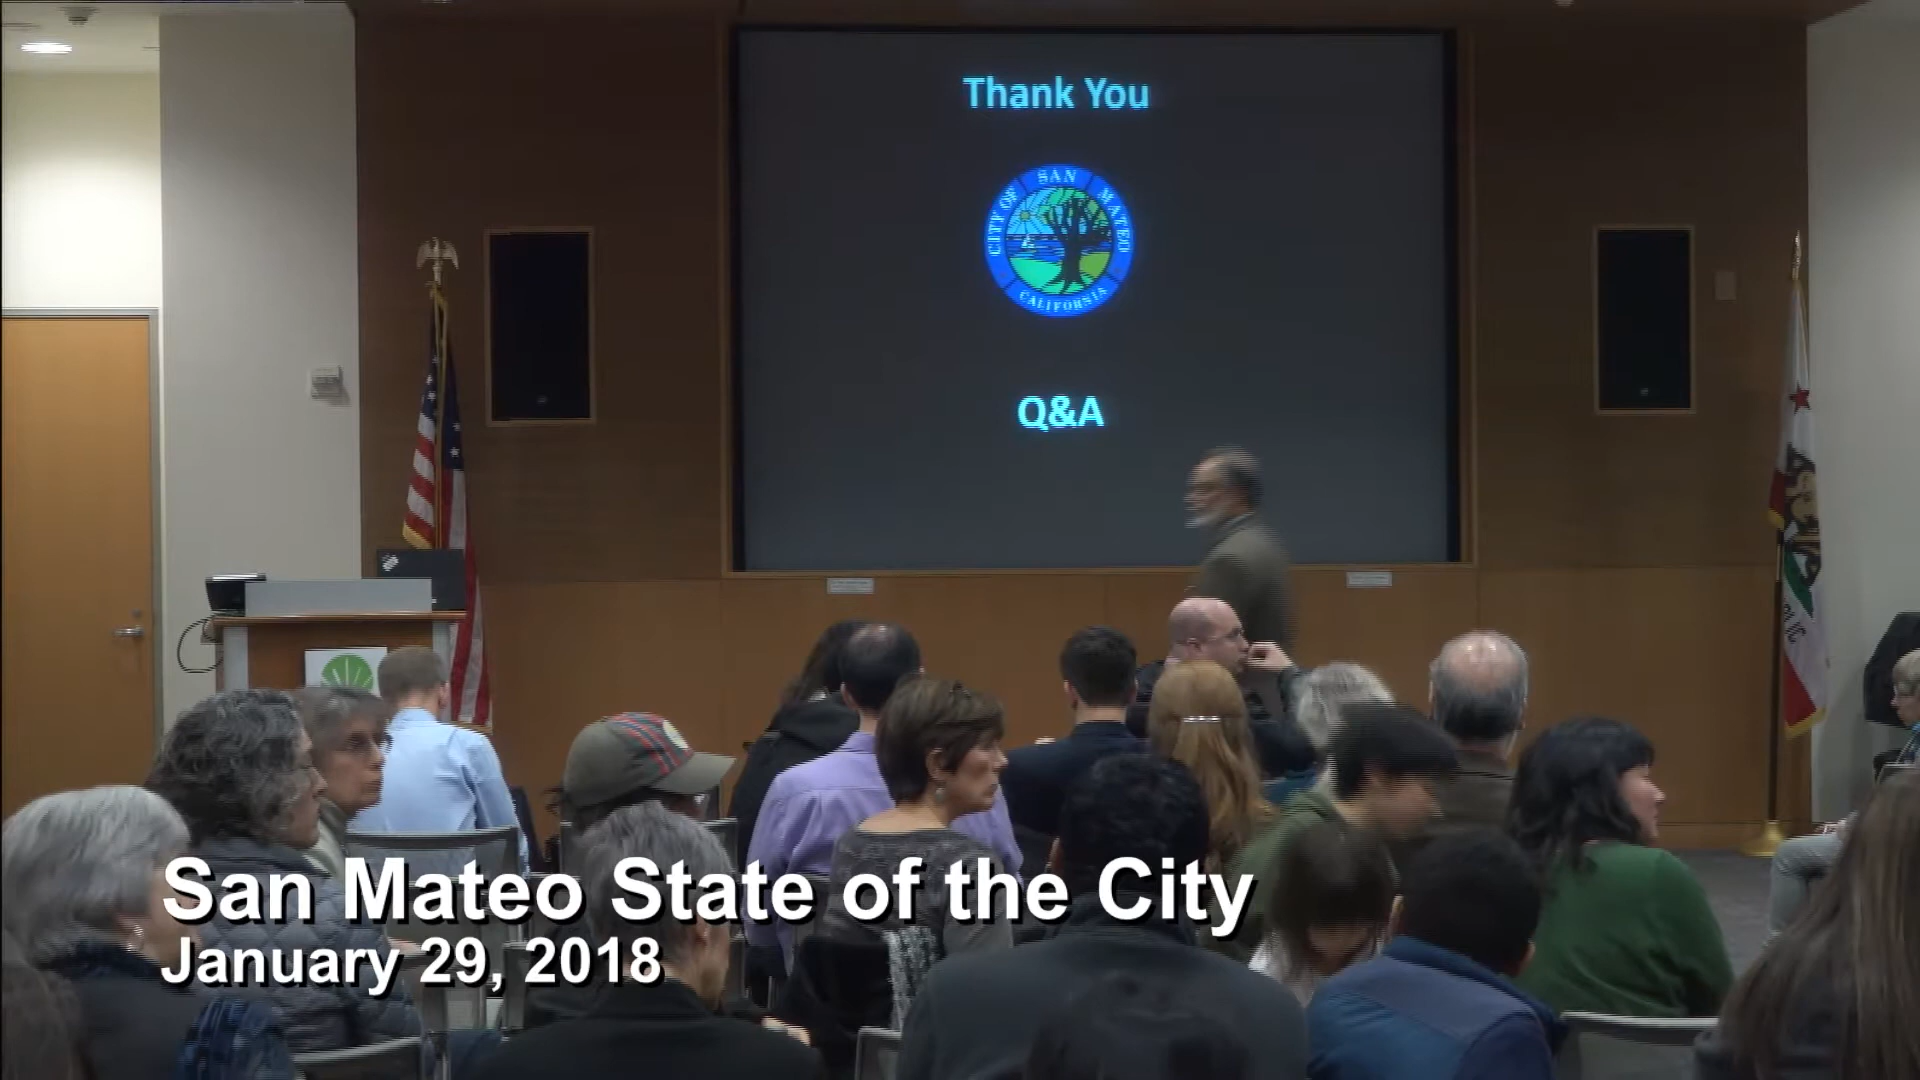 Thank You
CITY OF SAN MATEO
CALIFORNIA
Q&A
San Mateo State of the City
January 29, 2018